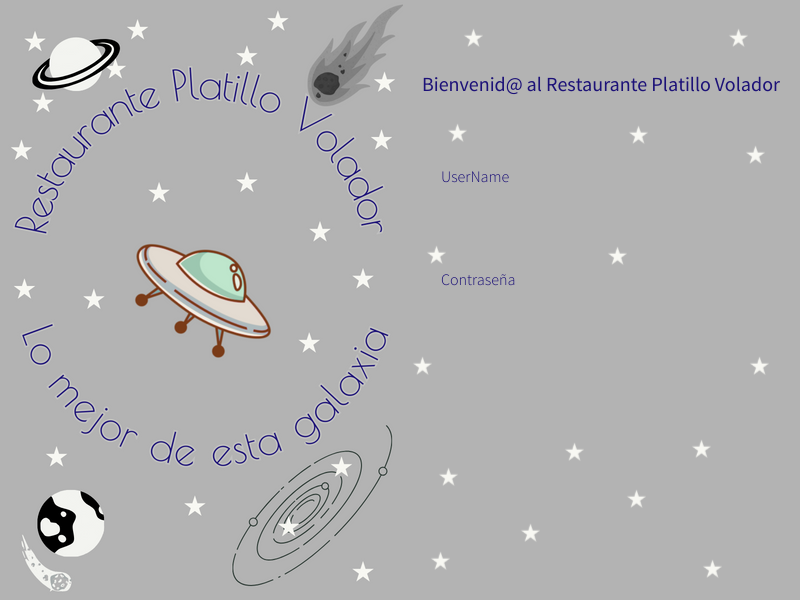 Restaurante Platillo Volador
Lo mejor de esta galaxia
Bienvenid@ al Restaurante Platillo Volador
UserName
Contraseña